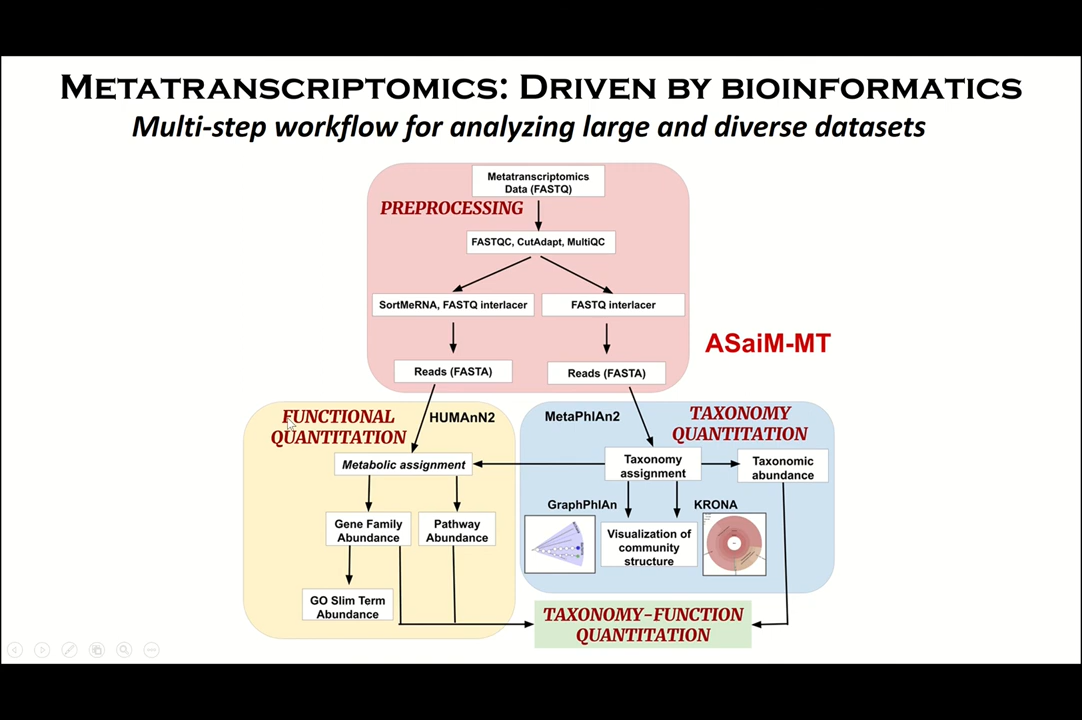 METATRANSCRIPTOMICS: DRIVEN BY BIOINFORMATICS
Multi-step workflow for analyzing large and diverse datasets
Metatranscriptomics
Data (FASTQ)
PREPROCESSING
FASTQC, CutAdapt, MultiQC
SortMeRNA, FASTQ interlacer
FASTQ interlacer
ASaiM-MT
Reads (FASTA)
Reads (FASTA)
FUNCTIONAL
QUANTITATION
HUMAnN2
MetaPhlAn2
TAXONOMY
QUANTITATION
Metabolic assignment
Taxonomy
assignment
Taxonomic
abundance
GraphPhlAn
KRONA
Gene Family
Abundance
Pathway
Abundance
Visualization of
community
structure
GO Slim Term
Abundance
TAXONOMY-FUNCTION
QUANTITATION